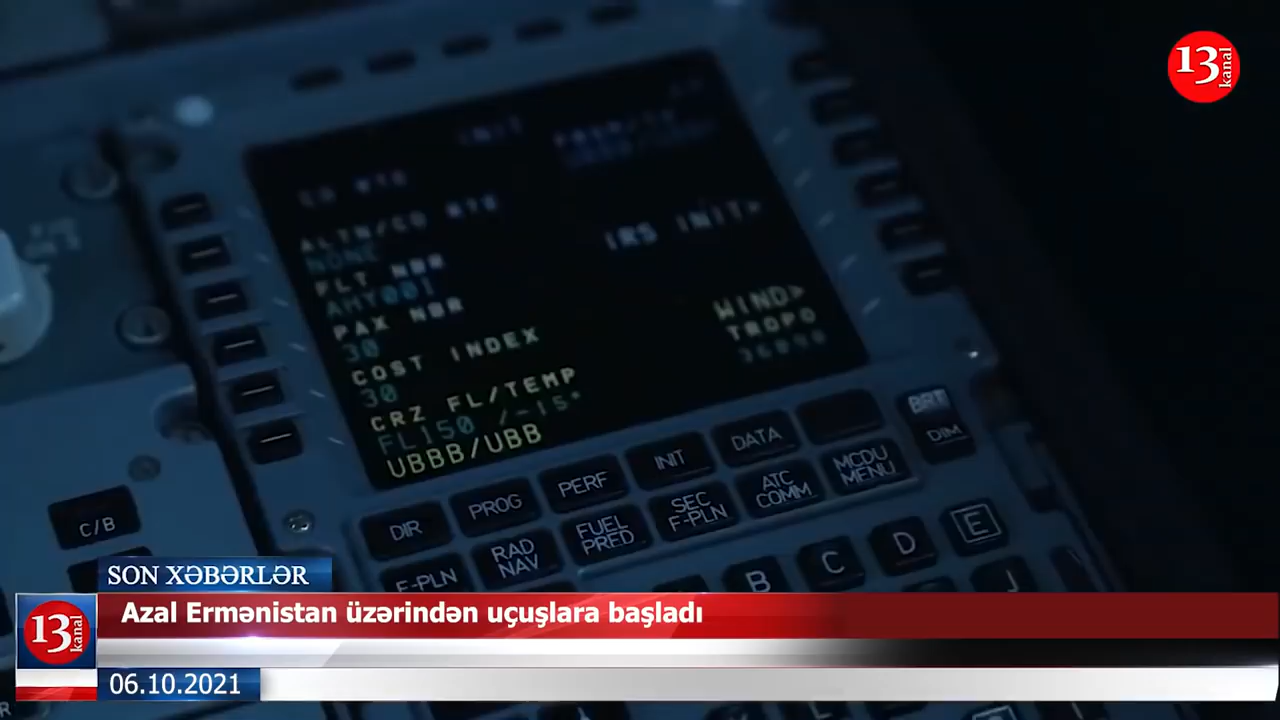 13
kanal
INIT
CO RTE
ALTN/CO RTE
NONE
IRS INIT>
FLT NBR
AHY001
PAX NBR
30
WIND>
COST INDEX
TROPO
30
36090
CRZ FL/TEMP
FL150 /-15°
UBBB/UBB
BRT
DIM
DIR
PROG
PERF
INIT
DATA
F-PLN
RAD
NAV
FUEL
PRED
SEC
F-PLN
ATC
COMM
MCDU
MENU
C/B
B
C
D
E
J
SON XƏBƏRLƏR
Azal Ermənistan üzərindən uçuşlara başladı
13
kanal
06.10.2021